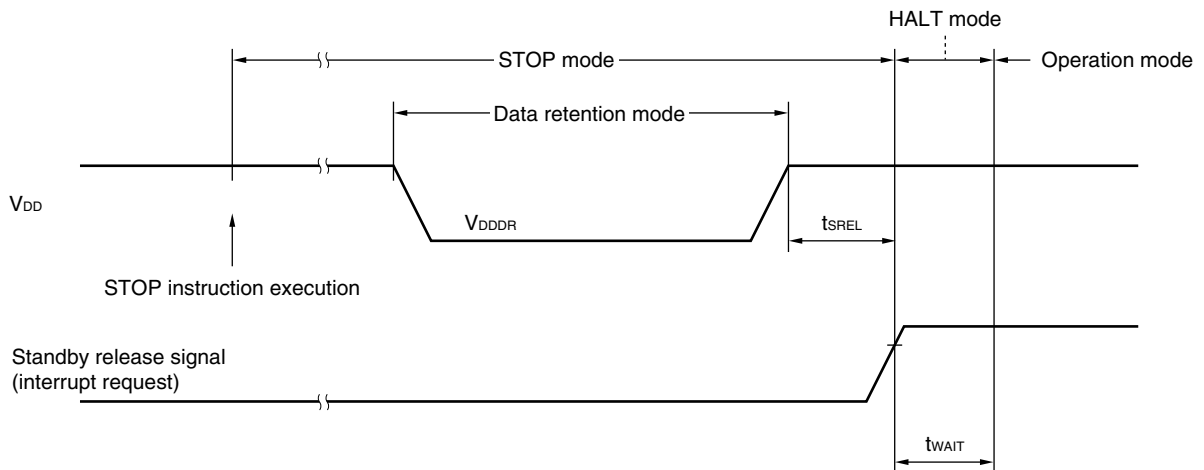 HALT mode
STOP mode
Operation mode
Data retention mode
VDD
VDDDR
tSREL
STOP instruction execution
Standby release signal
(interrupt request)
tWAIT